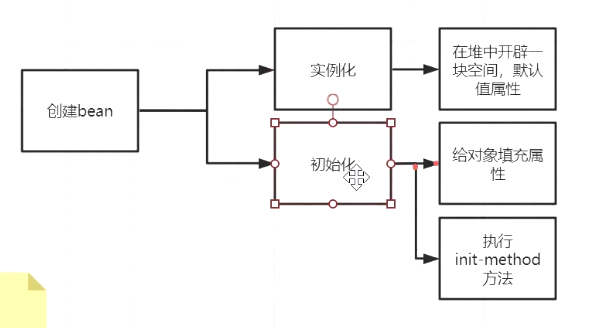 创建bean
实例化
在堆中开辟一
块空间，默认
值属性
初始化
给对象填充属
性
执行
init-method
方法